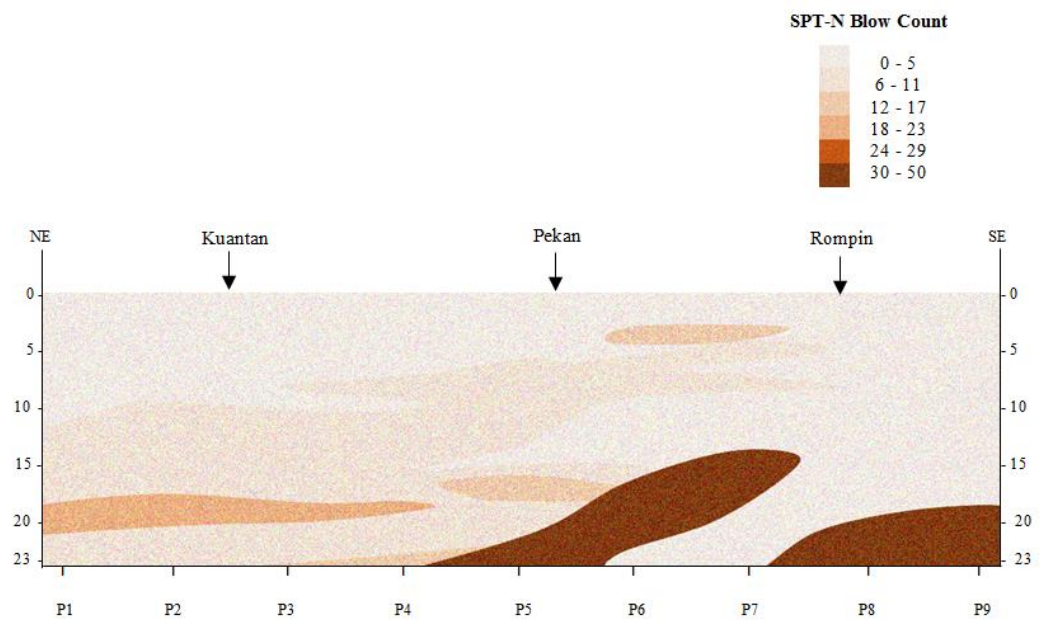 SPT-N Blow Count
0 - 5
6 - 11
12 - 17
18 - 23
24 - 29
30 - 50
NE Kuantan Pekan Rompin SE
0 0
5 5
10 10
15 15
20 20
23 23
P1 P2 P3 P4 P5 P6 P7 P8 P9